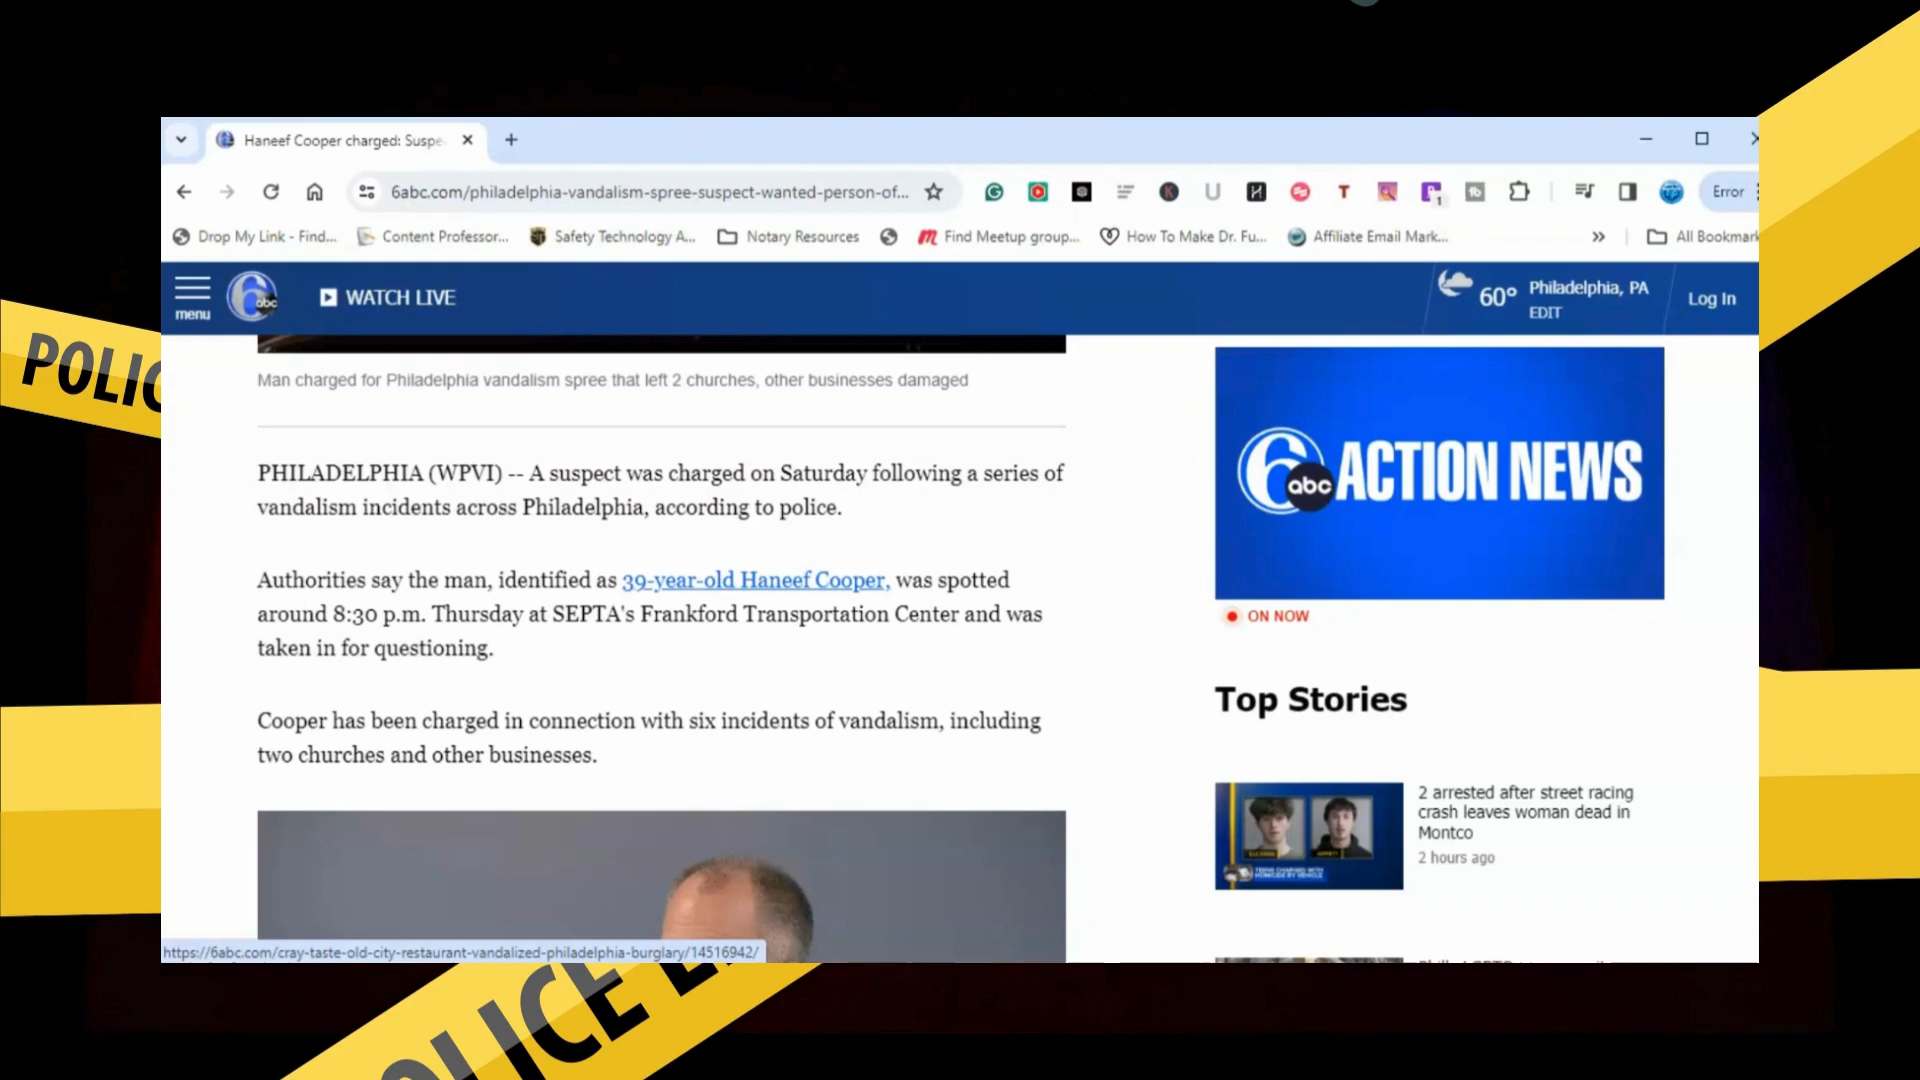 Haneef Cooper charged: Suspe
6abc.com/philadelphia-vandalism-spree-suspect-wanted-person-of...
Error
Drop My Link - Find...
Content Professor...
Safety Technology A...
Notary Resources
Find Meetup group...
How To Make Dr. Fu...
Affiliate Email Mark...
All Bookmark
menu
6abc
WATCH LIVE
60°
Philadelphia, PA
EDIT
Log In
POLIC
Man charged for Philadelphia vandalism spree that left 2 churches, other businesses damaged
PHILADELPHIA (WPVI) -- A suspect was charged on Saturday following a series of
vandalism incidents across Philadelphia, according to police.
Authorities say the man, identified as 39-year-old Haneef Cooper, was spotted
around 8:30 p.m. Thursday at SEPTA's Frankford Transportation Center and was
taken in for questioning.
Cooper has been charged in connection with six incidents of vandalism, including
two churches and other businesses.
6abc ACTION NEWS
ON NOW
Top Stories
2 arrested after street racing
crash leaves woman dead in
Montco
2 hours ago
TEENS CHARGED WITH
HOMICIDE BY VEHICLE
https://6abc.com/cray-taste-old-city-restaurant-vandalized-philadelphia-burglary/14516942/
OLICE L